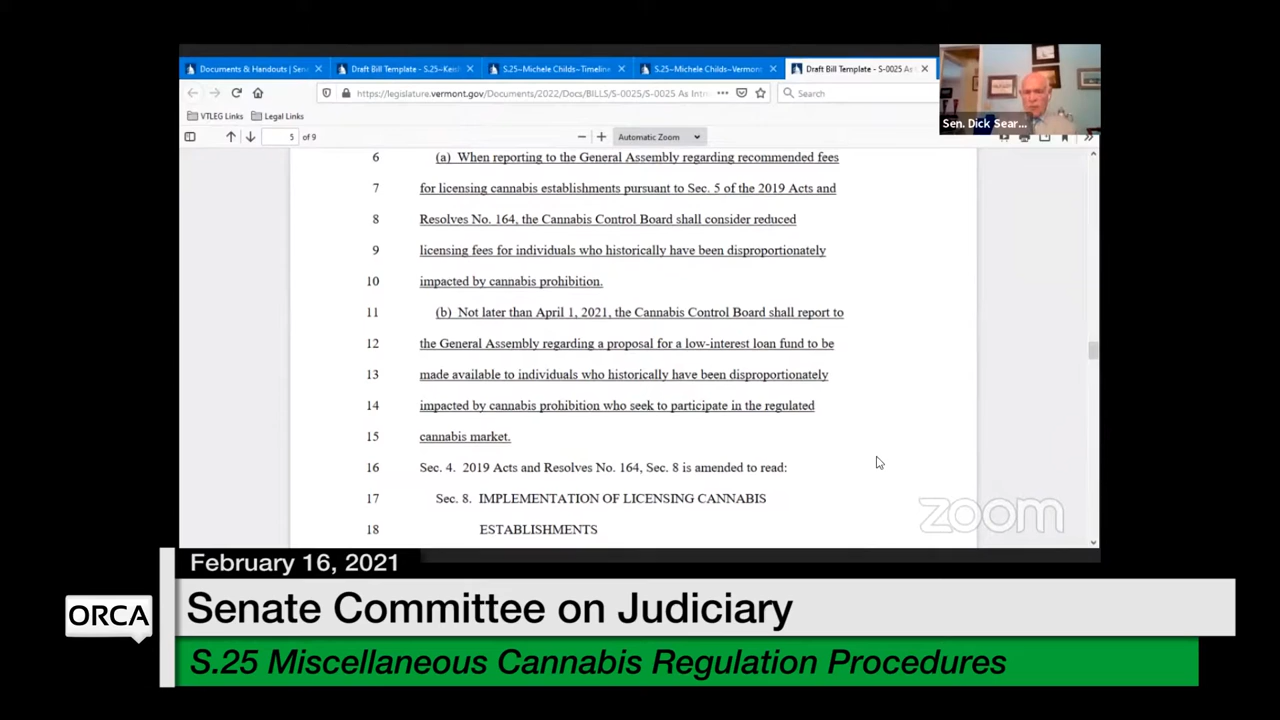 Documents & Handouts | Sen
Draft Bill Template - S.25~Keis
S.25~Michele Childs~Timeline
S.25~Michele Childs~Vermont
Draft Bill Template - S-0025 As I
https://legislature.vermont.gov/Documents/2022/Docs/BILLS/S-0025/S-0025 As Intr
Search
VTLEG Links
Legal Links
Sen. Dick Sear...
5 of 9
Automatic Zoom
6 (a) When reporting to the General Assembly regarding recommended fees
7 for licensing cannabis establishments pursuant to Sec. 5 of the 2019 Acts and
8 Resolves No. 164, the Cannabis Control Board shall consider reduced
9 licensing fees for individuals who historically have been disproportionately
10 impacted by cannabis prohibition.
11 (b) Not later than April 1, 2021, the Cannabis Control Board shall report to
12 the General Assembly regarding a proposal for a low-interest loan fund to be
13 made available to individuals who historically have been disproportionately
14 impacted by cannabis prohibition who seek to participate in the regulated
15 cannabis market.
16 Sec. 4. 2019 Acts and Resolves No. 164, Sec. 8 is amended to read:
17 Sec. 8. IMPLEMENTATION OF LICENSING CANNABIS
18 ESTABLISHMENTS
zoom
February 16, 2021
ORCA
Senate Committee on Judiciary
S.25 Miscellaneous Cannabis Regulation Procedures